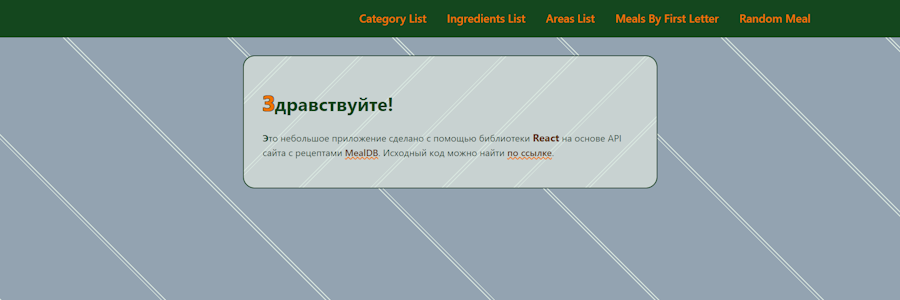 Category List Ingredients List Areas List Meals By First Letter Random Meal
Здравствуйте!
Это небольшое приложение сделано с помощью библиотеки React на основе API
сайта с рецептами MealDB. Исходный код можно найти по ссылке.